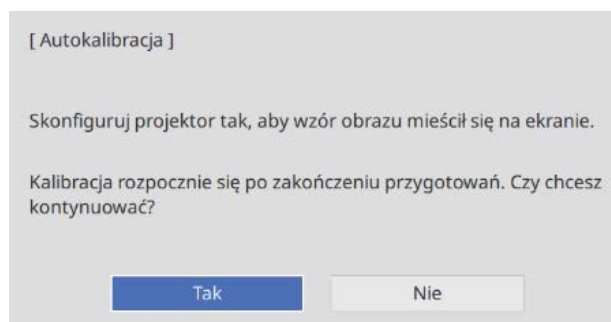 [ Autokalibracja ]
Skonfiguruj projektor tak, aby wzór obrazu mieścił się na ekranie.
Kalibracja rozpocznie się po zakończeniu przygotowań. Czy chcesz
kontynuować?
Tak
Nie